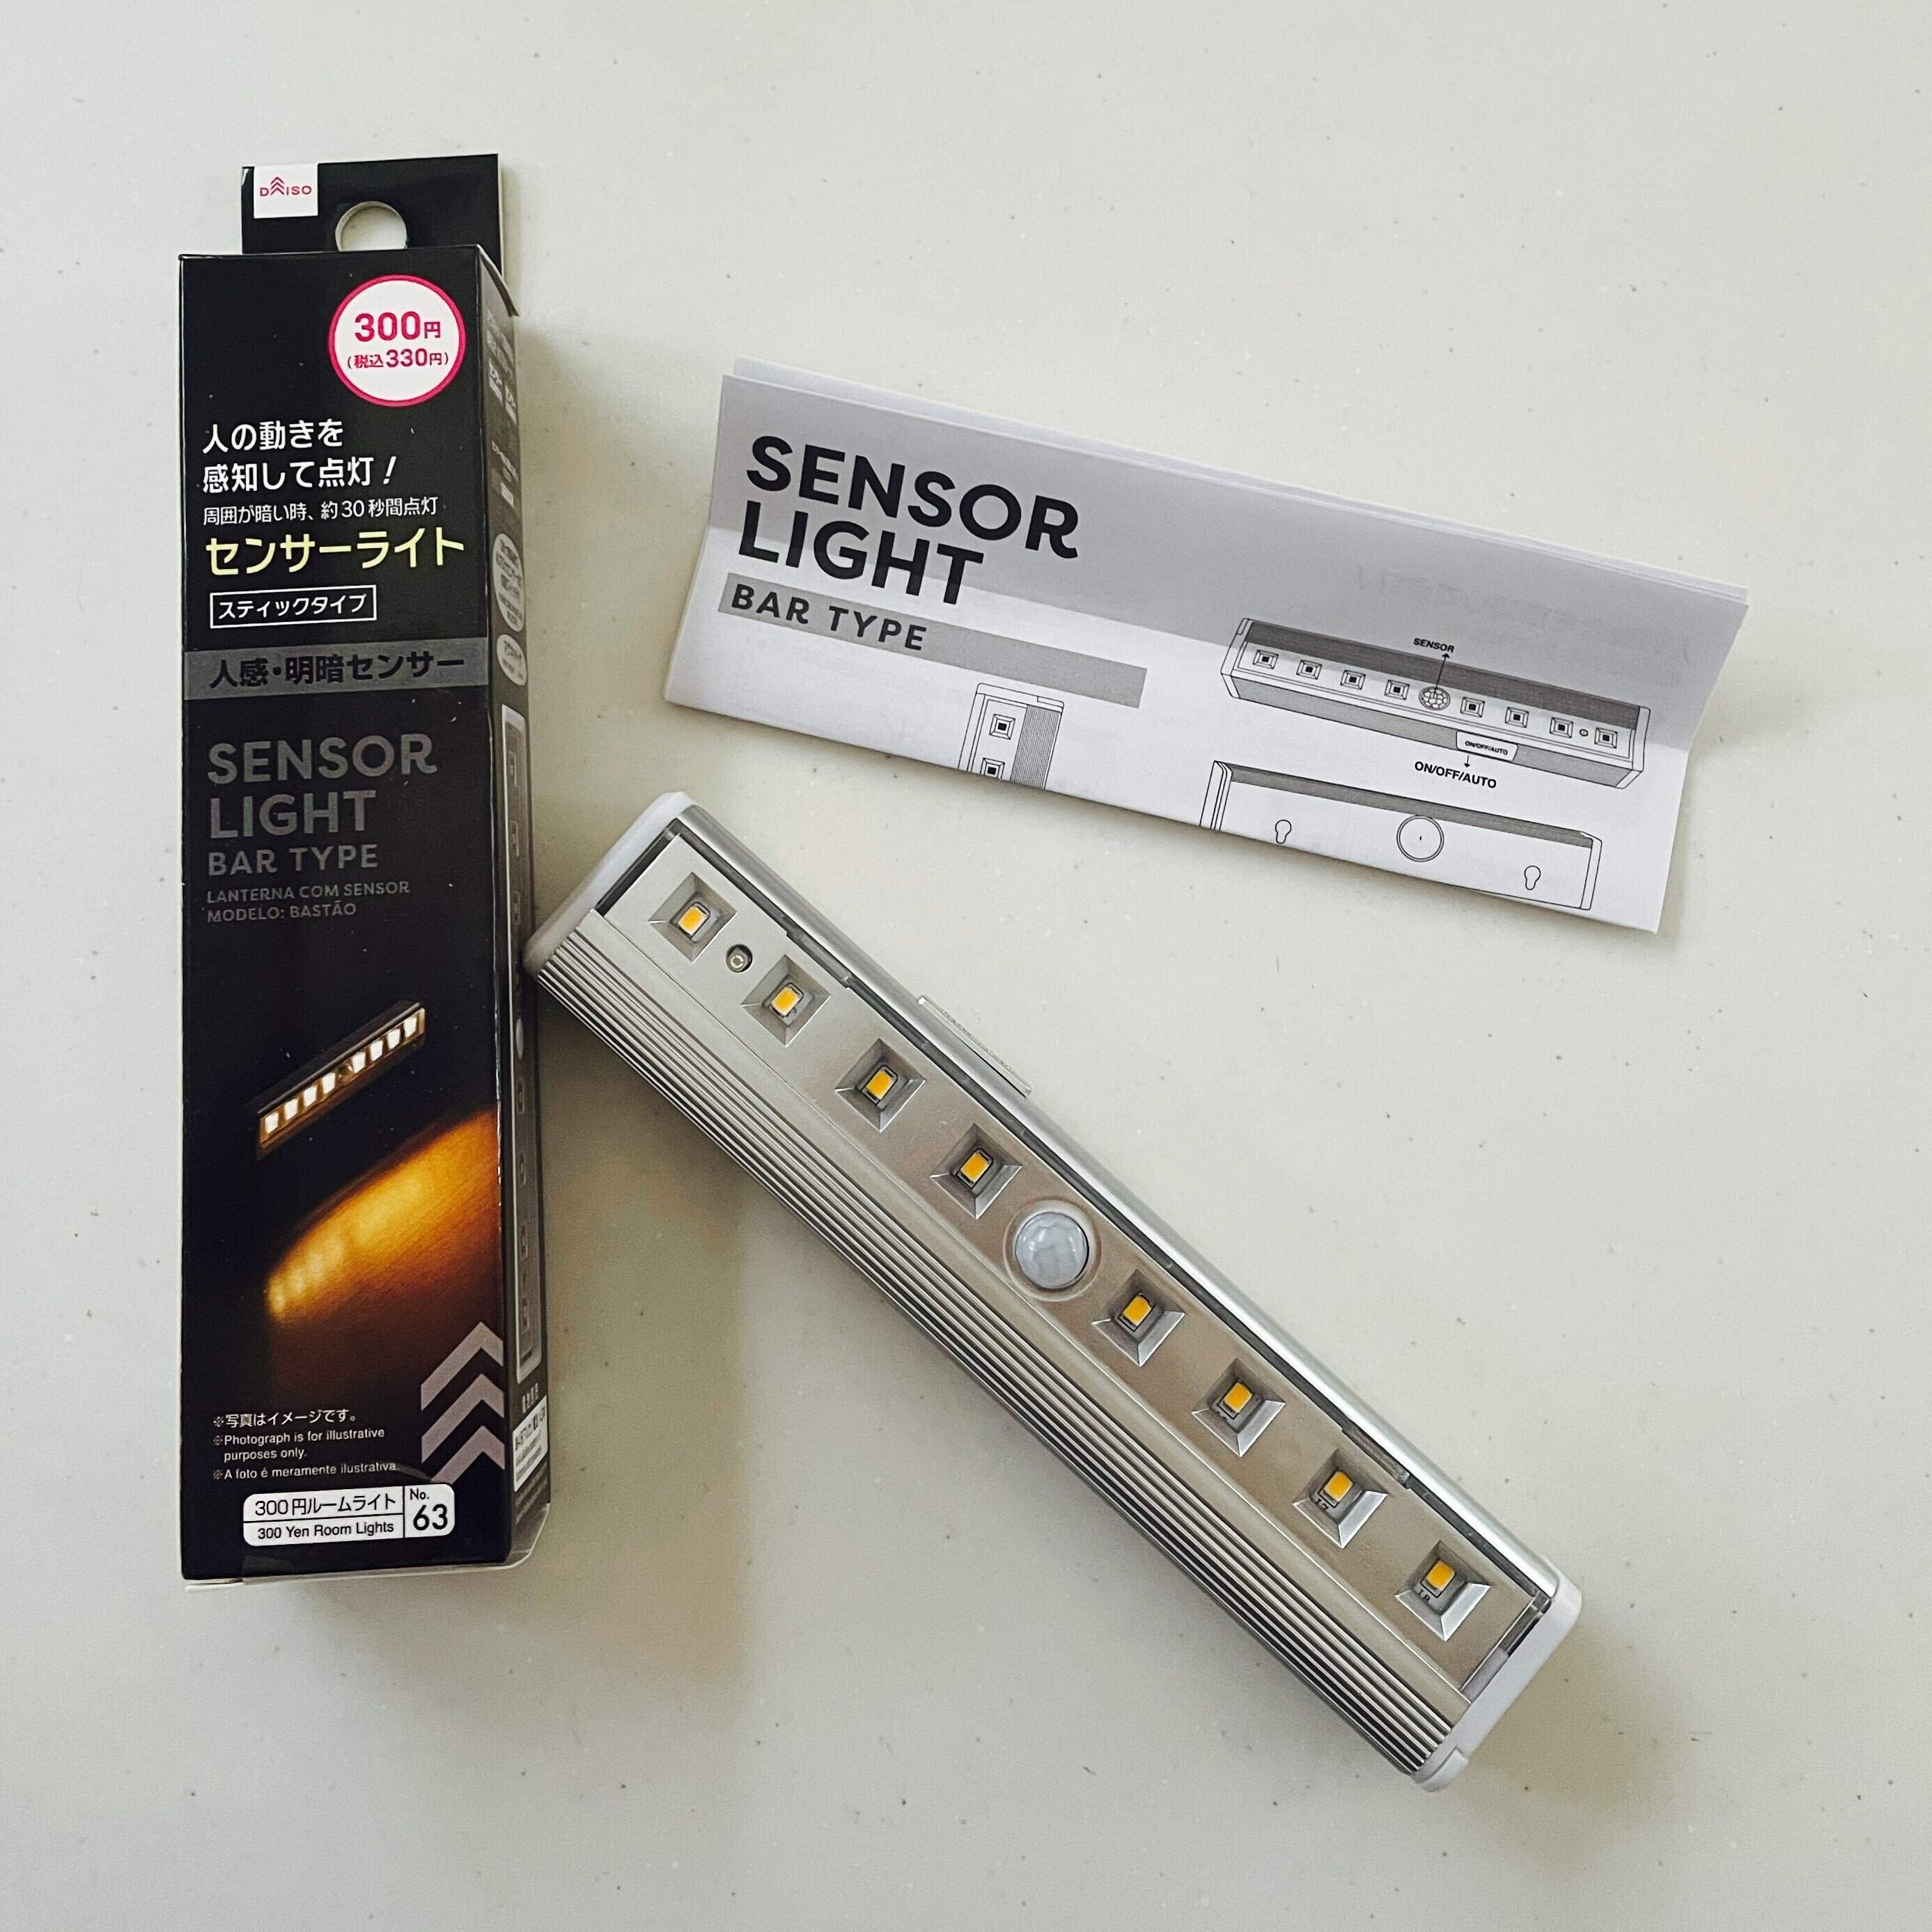 DAISO
300円
(税込330円)
人の動きを
感知して点灯!
周囲が暗い時、約30秒間点灯
センサーライト
スティックタイプ
人感・明暗センサー
SENSOR
LIGHT
BAR TYPE
LANTERNA COM SENSOR
MODELO: BASTÃO
※写真はイメージです。
※Photograph is for illustrative
purposes only.
※A foto é meramente ilustrativa.
300円ルームライト
300 Yen Room Lights
No.
63
SENSOR
LIGHT
BAR TYPE
SENSOR
ON/OFF/AUTO
ON/OFF/AUTO